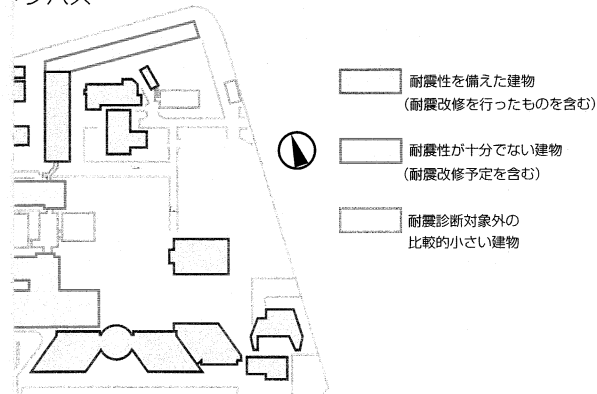 耐震性を備えた建物
（耐震改修を行ったものを含む）
耐震性が十分でない建物
（耐震改修予定を含む）
耐震診断対象外の
比較的小さい建物